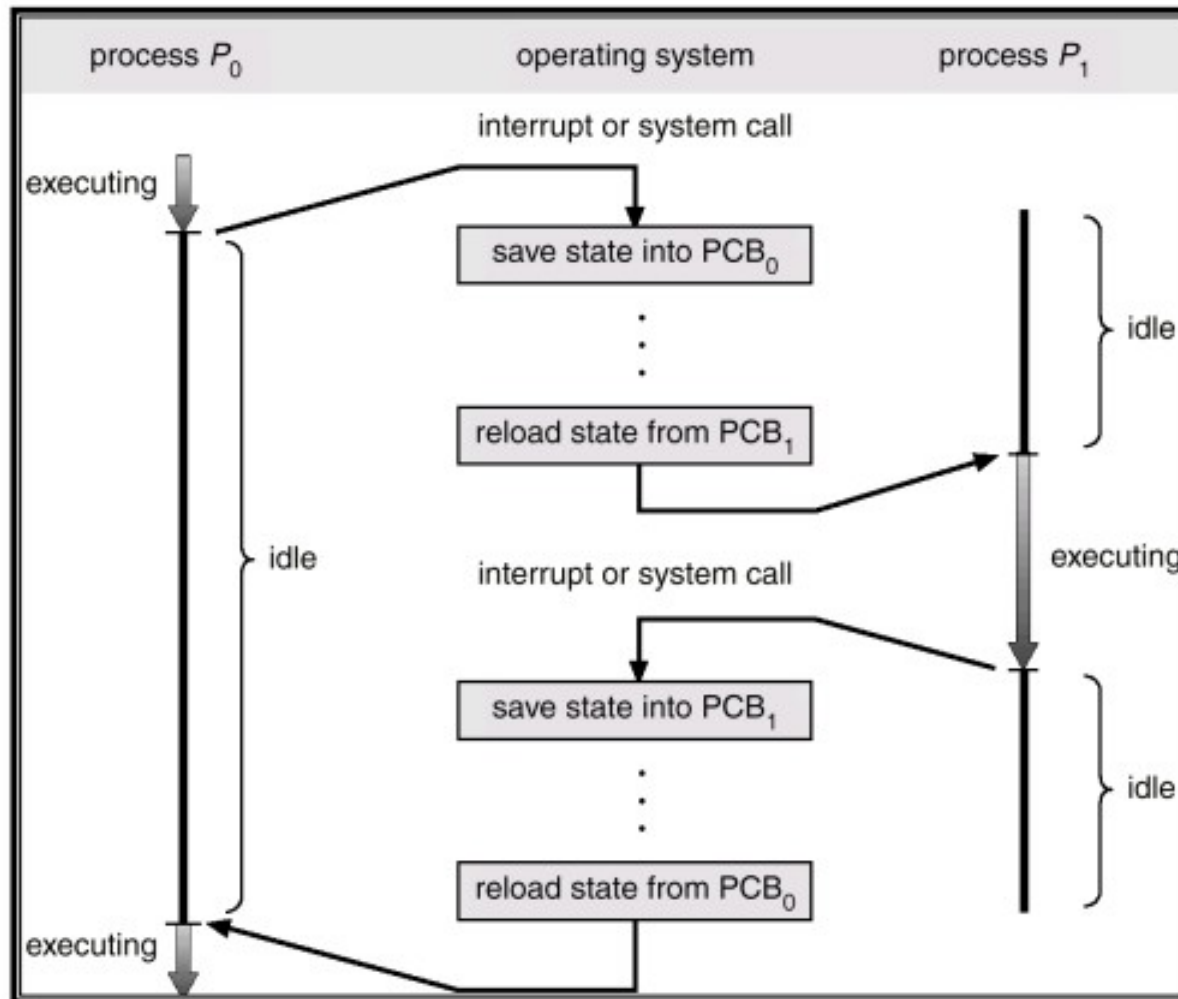 process P0 operating system process P1
interrupt or system call
executing
save state into PCB0
idle
reload state from PCB1
idle
interrupt or system call
executing
save state into PCB1
idle
reload state from PCB0
executing